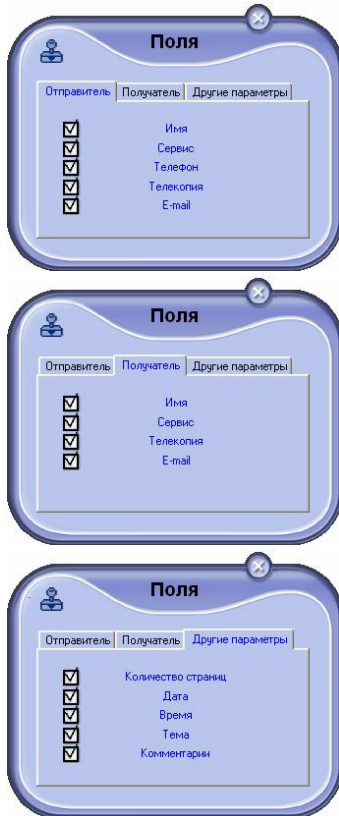 Поля
Отправитель Получатель Другие параметры
Имя
Сервис
Телефон
Телекопия
E-mail
Поля
Отправитель Получатель Другие параметры
Имя
Сервис
Телекопия
E-mail
Поля
Отправитель Получатель Другие параметры
Количество страниц
Дата
Время
Тема
Комментарии